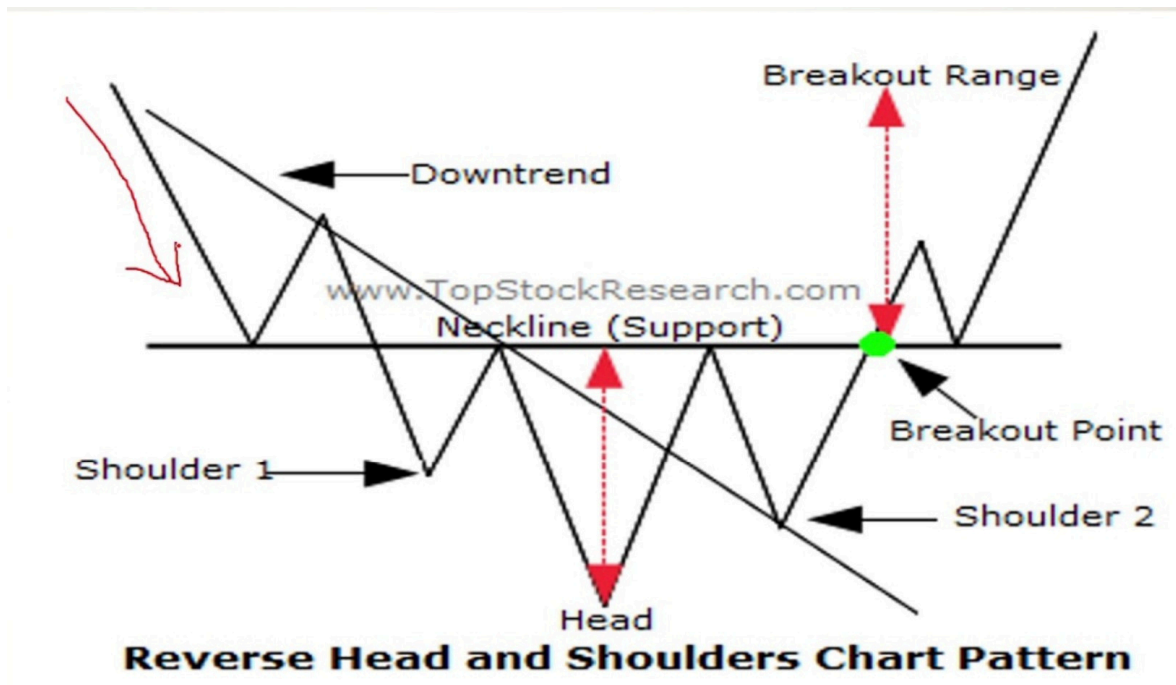 Breakout Range
Downtrend
www.TopStockResearch.com
Neckline (Support)
Breakout Point
Shoulder 1
Shoulder 2
Head
Reverse Head and Shoulders Chart Pattern